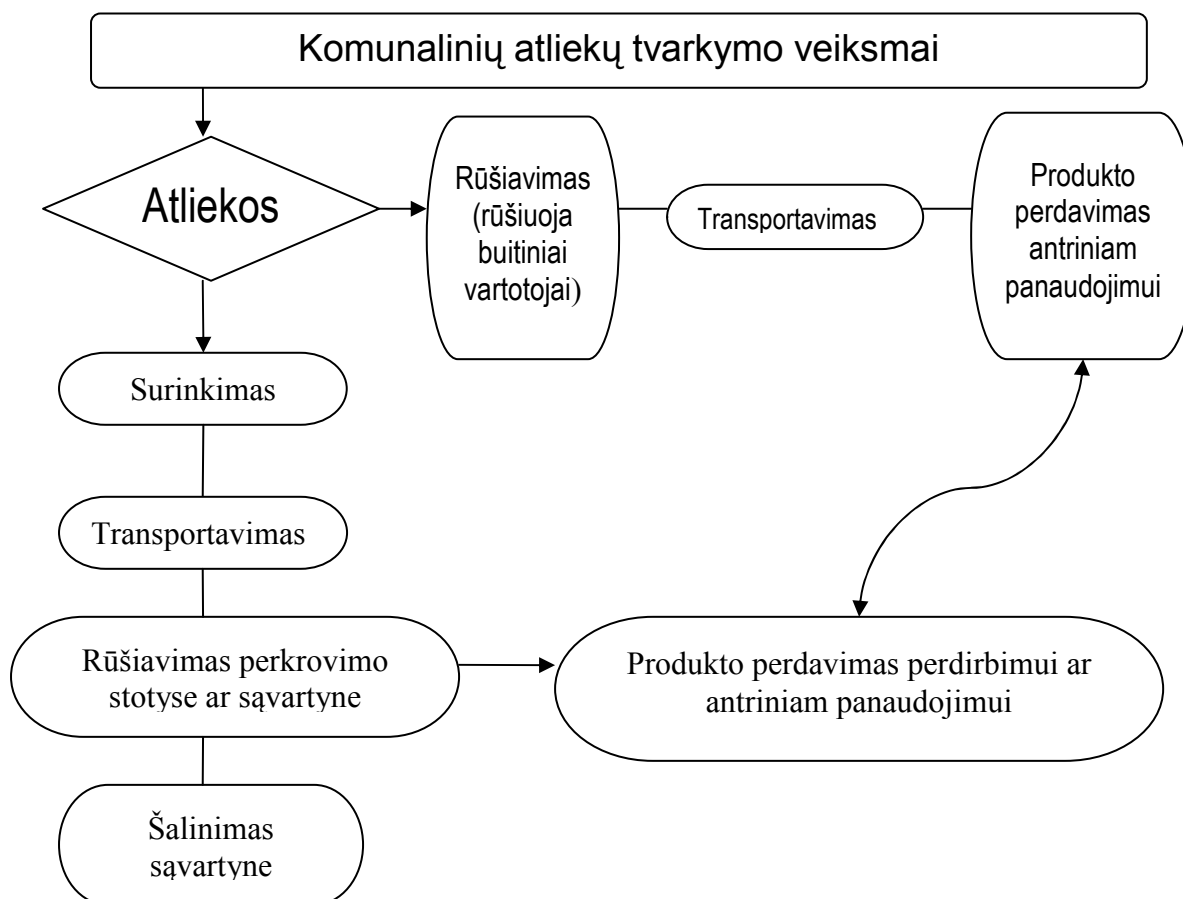 Komunalinių atliekų tvarkymo veiksmai
Atliekos
Rūšiavimas
(rūšiuoja
buitiniai
vartotojai)
Transportavimas
Produkto
perdavimas
antriniam
panaudojimui
Surinkimas
Transportavimas
Rūšiavimas perkrovimo
stotyse ar sąvartyne
Produkto perdavimas perdirbimui ar
antriniam panaudojimui
Šalinimas
sąvartyne